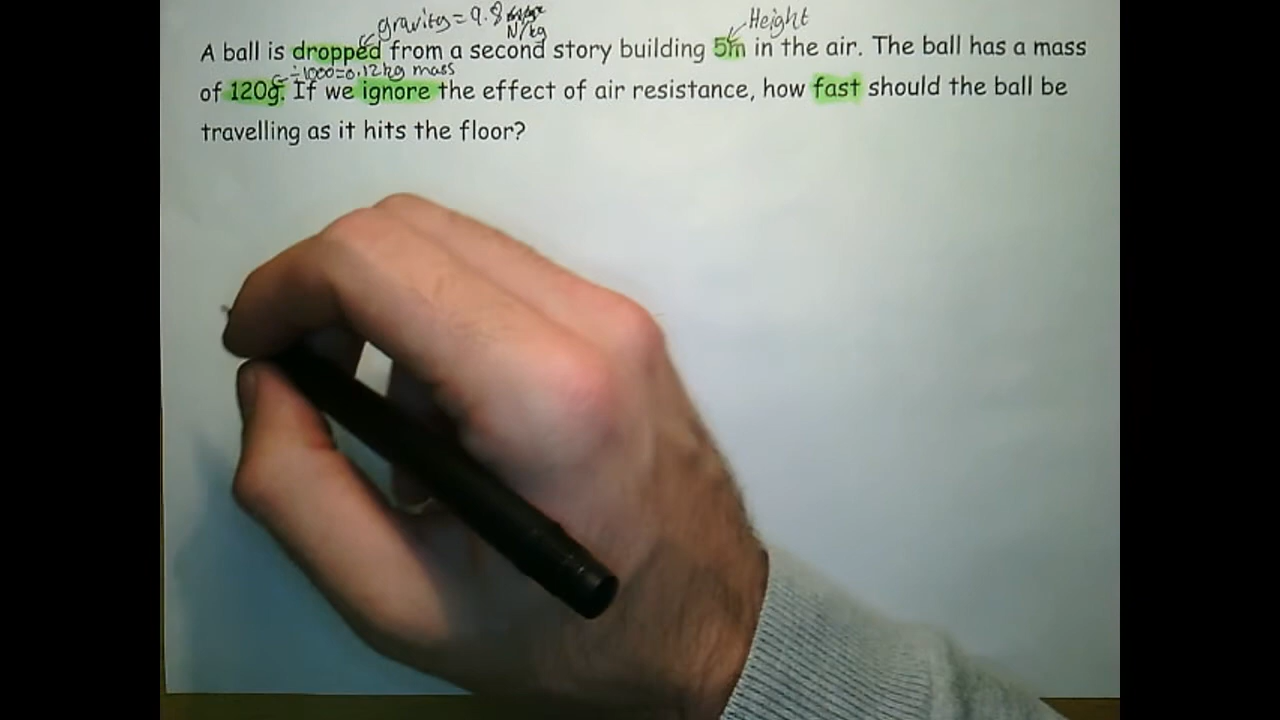 gravity = 9.8
N/kg
Height
A ball is dropped from a second story building 5m in the air. The ball has a mass
÷1000=0.12kg mass
of 120g. If we ignore the effect of air resistance, how fast should the ball be
travelling as it hits the floor?